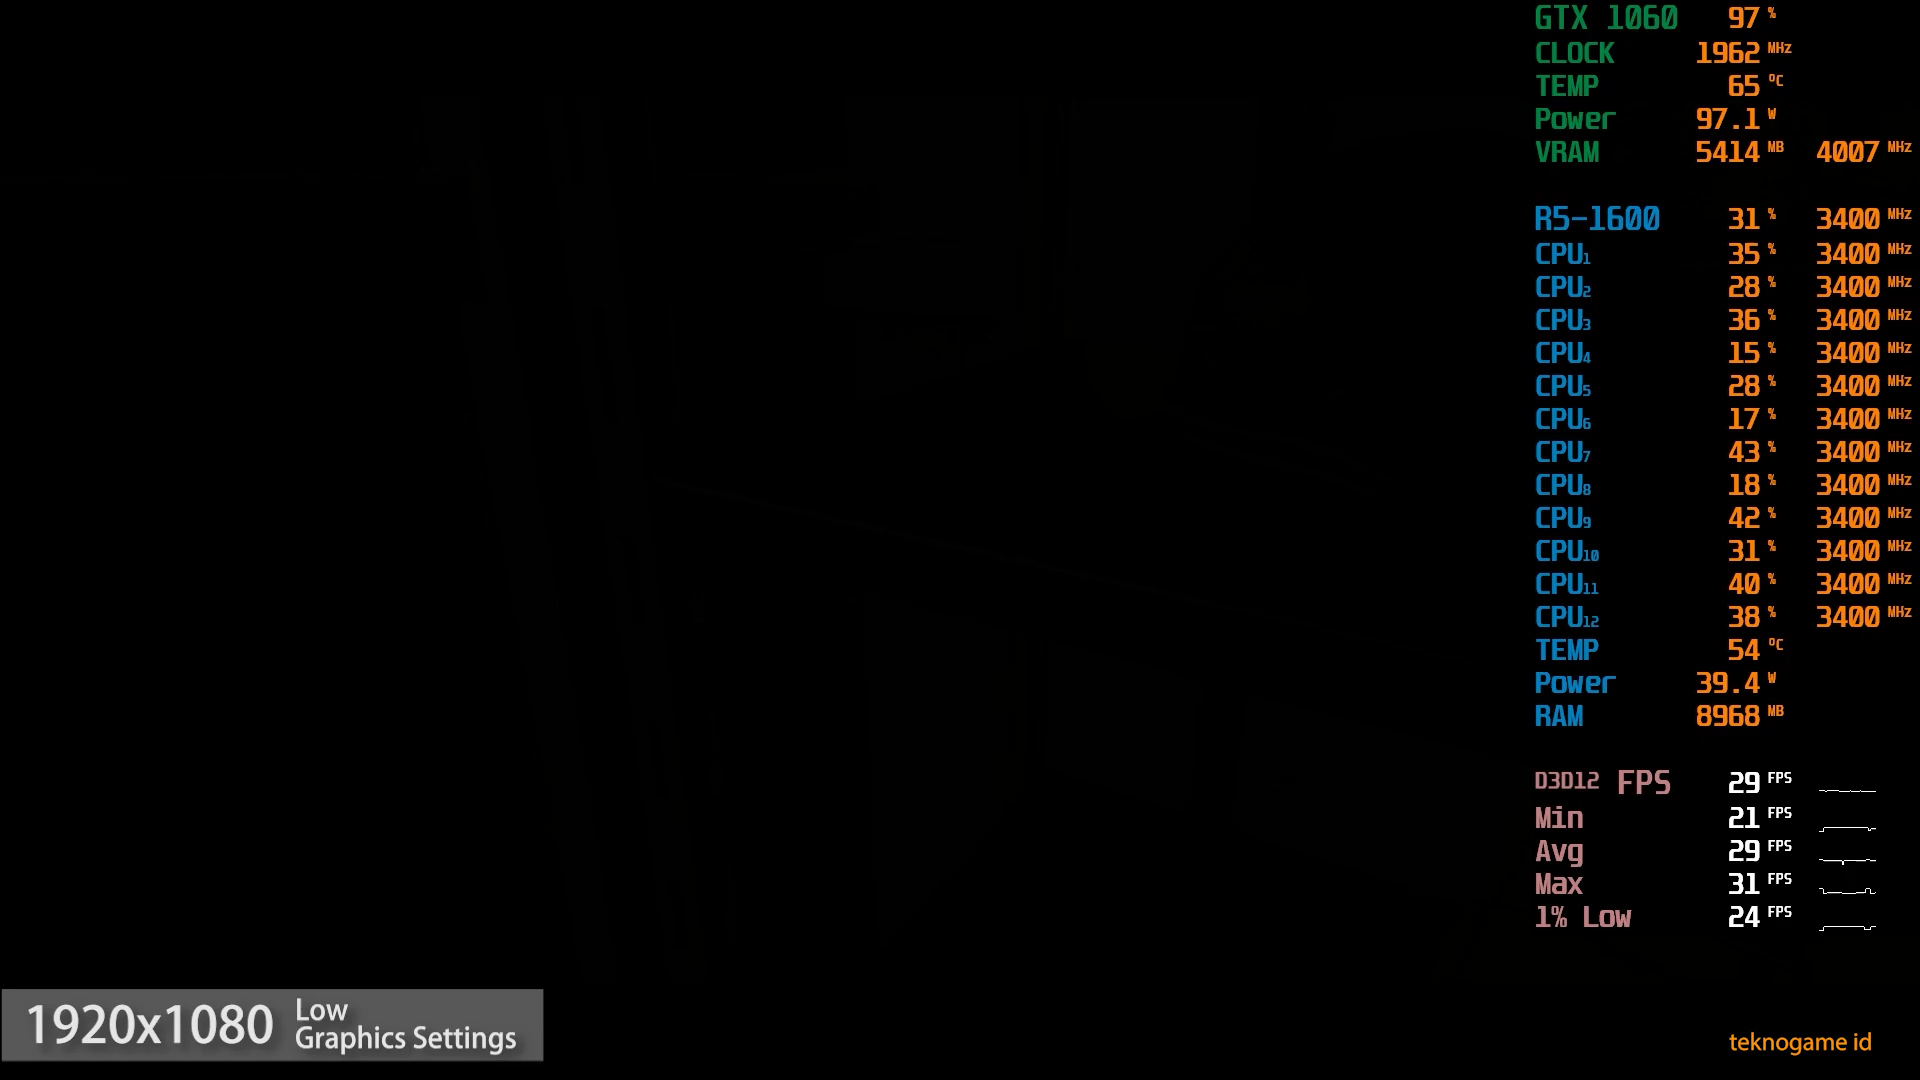 GTX 1060 97 %
CLOCK 1962 MHz
TEMP 65 °C
Power 97.1 W
VRAM 5414 MB 4007 MHz
R5-1600 31 % 3400 MHz
CPU1 35 % 3400 MHz
CPU2 28 % 3400 MHz
CPU3 36 % 3400 MHz
CPU4 15 % 3400 MHz
CPU5 28 % 3400 MHz
CPU6 17 % 3400 MHz
CPU7 43 % 3400 MHz
CPU8 18 % 3400 MHz
CPU9 42 % 3400 MHz
CPU10 31 % 3400 MHz
CPU11 40 % 3400 MHz
CPU12 38 % 3400 MHz
TEMP 54 °C
Power 39.4 W
RAM 8968 MB
D3D12 FPS 29 FPS
Min 21 FPS
Avg 29 FPS
Max 31 FPS
1% Low 24 FPS
1920x1080 Low
Graphics Settings
teknogame id